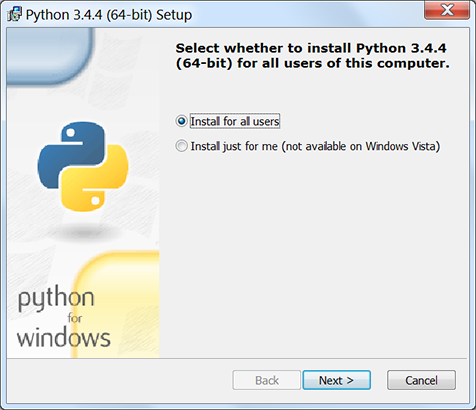 Python 3.4.4 (64-bit) Setup
Select whether to install Python 3.4.4
(64-bit) for all users of this computer.
Install for all users
Install just for me (not available on Windows Vista)
python
for
windows
Back
Next >
Cancel